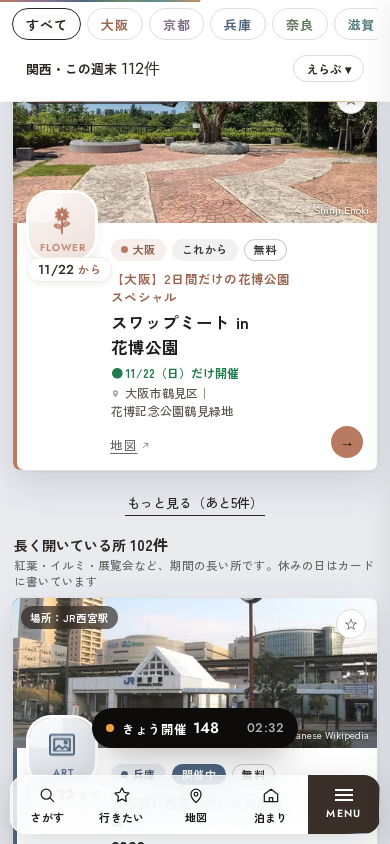 すべて 大阪 京都 兵庫 奈良 滋賀
関西・この週末 112件 えらぶ ▾
Shinji Enoki
FLOWER
11/22 から
大阪 これから 無料
【大阪】2日間だけの花博公園
スペシャル
スワップミート in
花博公園
11/22（日）だけ開催
大阪市鶴見区｜
花博記念公園鶴見緑地
地図 ↗
→
もっと見る（あと5件）
長く開いている所 102件
紅葉・イルミ・展覧会など、期間の長い所です。休みの日はカード
に書いています
場所：JR西宮駅
☆
きょう開催 148 02:32
anese Wikipedia
ART
兵庫 開催中 無料
さがす 行きたい 地図 泊まり MENU